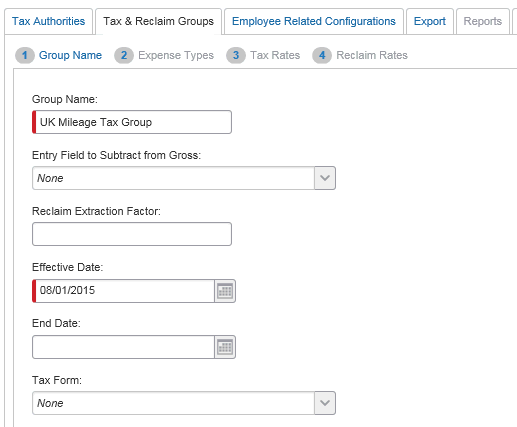 Tax Authorities Tax & Reclaim Groups Employee Related Configurations Export Reports
1 Group Name 2 Expense Types 3 Tax Rates 4 Reclaim Rates
Group Name:
UK Mileage Tax Group
Entry Field to Subtract from Gross:
None
Reclaim Extraction Factor:
Effective Date:
08/01/2015
End Date:
Tax Form:
None